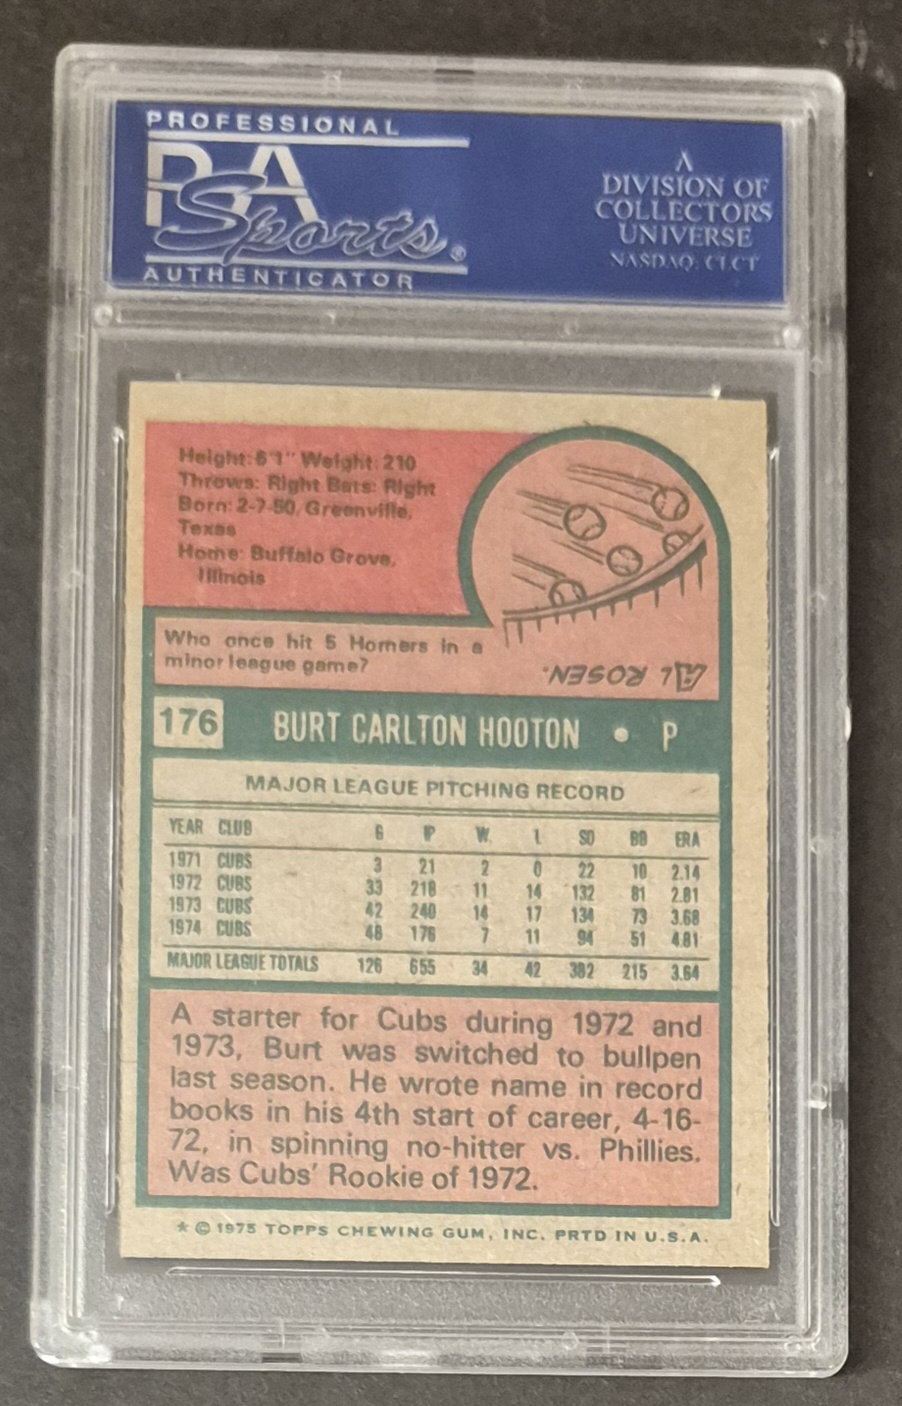 PROFESSIONAL
PSA
Sports®
AUTHENTICATOR
A
DIVISION OF
COLLECTORS
UNIVERSE
NASDAQ: CLCT
Height: 6'1" Weight: 210
Throws: Right Bats: Right
Born: 2-7-50, Greenville,
Texas
Home: Buffalo Grove,
Illinois
Who once hit 5 Homers in a
minor league game?
AL ROSEN.
176 BURT CARLTON HOOTON • P
MAJOR LEAGUE PITCHING RECORD
YEAR CLUB G IP W L SO BB ERA
1971 CUBS 3 21 2 0 22 10 2.14
1972 CUBS 33 218 11 14 132 81 2.81
1973 CUBS 42 240 14 17 134 73 3.68
1974 CUBS 48 176 7 11 94 51 4.81
MAJOR LEAGUE TOTALS 126 655 34 42 382 215 3.64
A starter for Cubs during 1972 and
1973, Burt was switched to bullpen
last season. He wrote name in record
books in his 4th start of career, 4-16-
72, in spinning no-hitter vs. Phillies.
Was Cubs' Rookie of 1972.
* © 1975 TOPPS CHEWING GUM, INC. PRTD IN U.S.A.